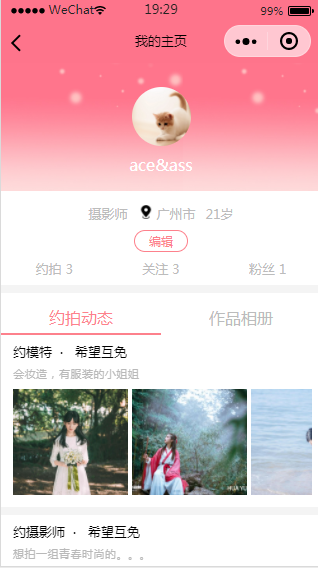 ●●●●● WeChat 19:29 99%
我的主页
ace&ass
摄影师 广州市 21岁
编辑
约拍 3 关注 3 粉丝 1
约拍动态 作品相册
约模特 · 希望互免
会妆造，有服装的小姐姐
HUA YU
约摄影师 · 希望互免
想拍一组青春时尚的。。。